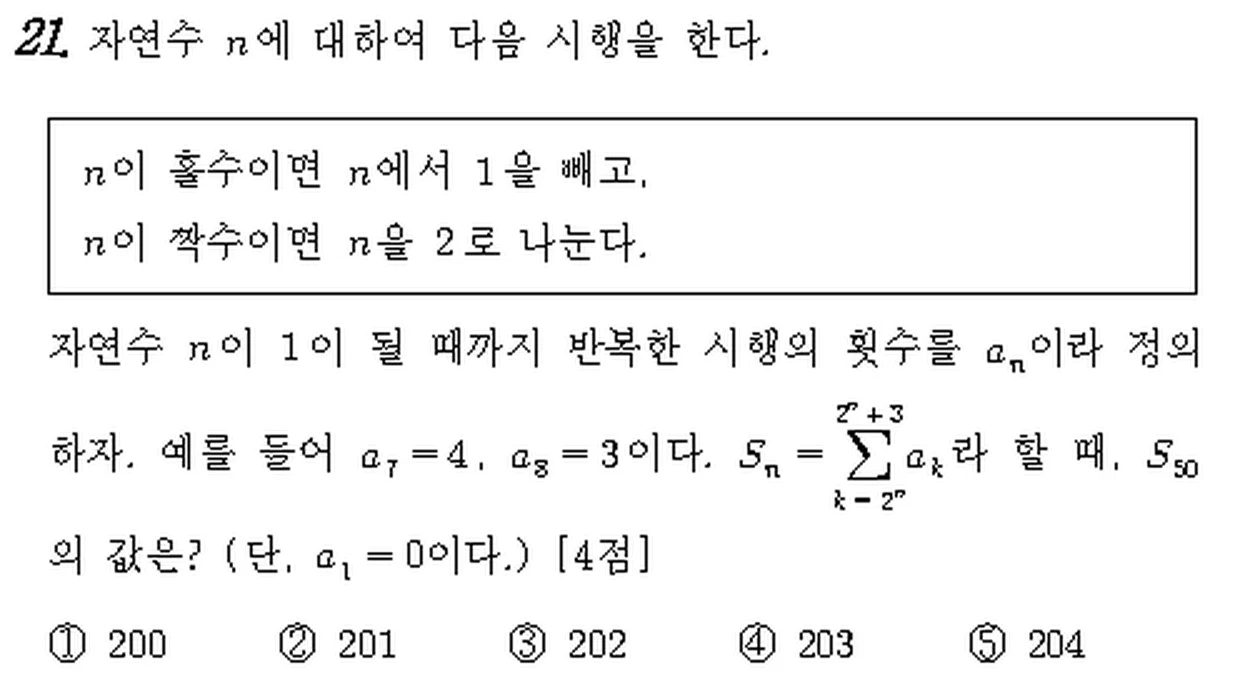 21. 자연수 n에 대하여 다음 시행을 한다.
n이 홀수이면 n에서 1을 빼고,
n이 짝수이면 n을 2로 나눈다.
자연수 n이 1이 될 때까지 반복한 시행의 횟수를 aₙ이라 정의
하자. 예를 들어 a₇ = 4, a₈ = 3이다. Sₙ = ∑_{k=2ⁿ}^{2ⁿ+3} aₖ라 할 때, S₅₀
의 값은? (단, a₁ = 0이다.) [4점]
① 200 ② 201 ③ 202 ④ 203 ⑤ 204